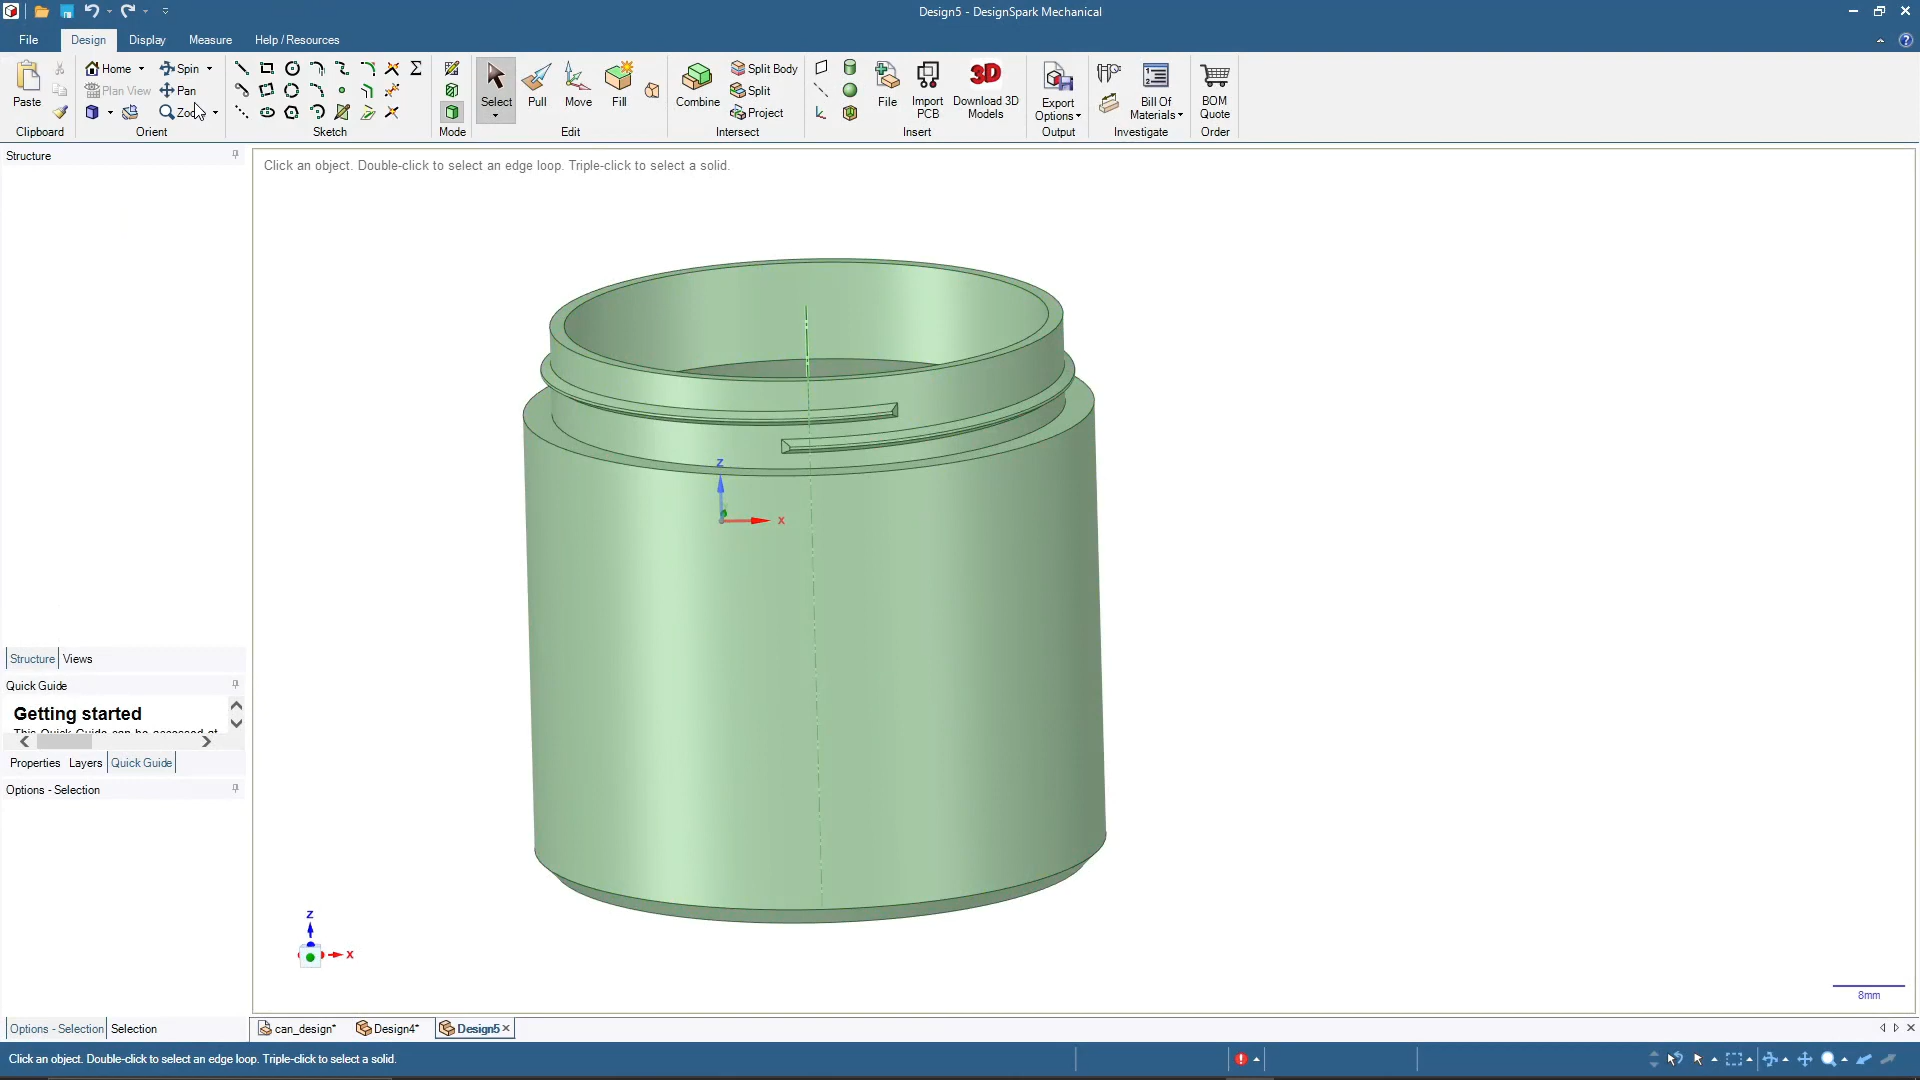 Design5 - DesignSpark Mechanical
File Design Display Measure Help / Resources
Paste
Home
Plan View
Spin
Pan
Select Pull Move Fill
Combine
Split Body
Split
Project
File
Import PCB
Download 3D Models
3D
Export Options
Bill Of Materials
BOM Quote
Clipboard Orient Sketch Mode Edit Intersect Insert Output Investigate Order
Structure
Click an object. Double-click to select an edge loop. Triple-click to select a solid.
Z
X
Structure Views
Quick Guide
Getting started
Properties Layers Quick Guide
Options - Selection
Z
X
8mm
Options - Selection Selection
can_design* Design4* Design5
Click an object. Double-click to select an edge loop. Triple-click to select a solid.